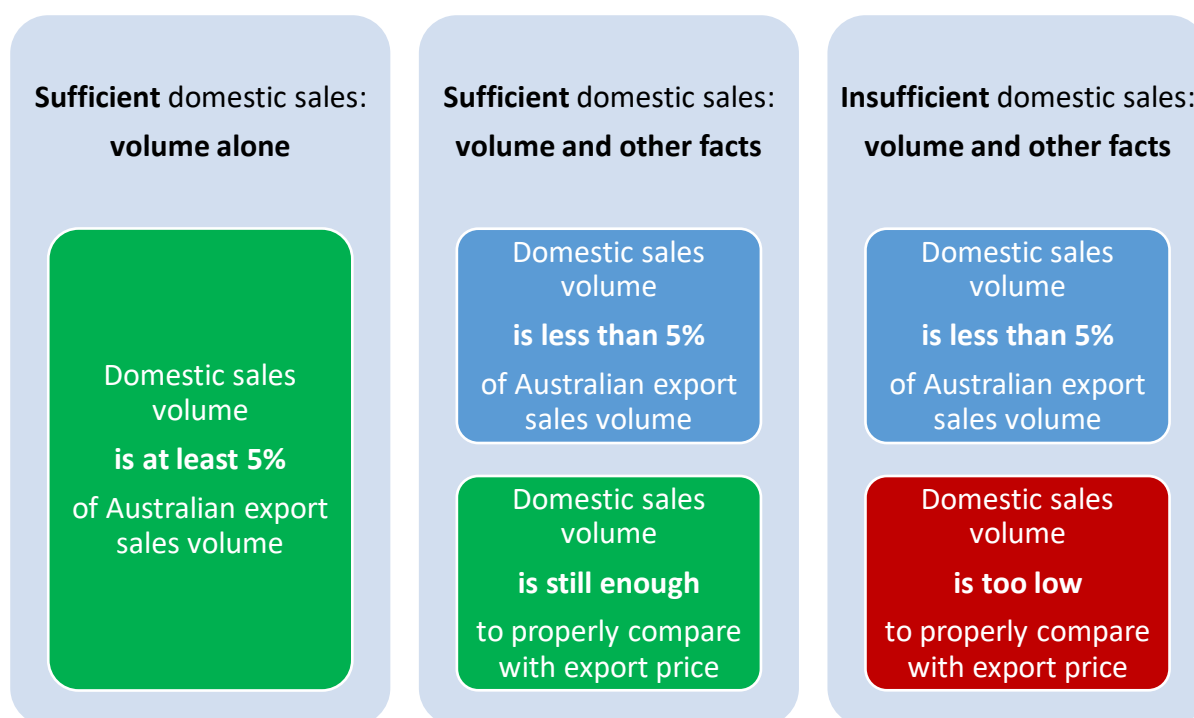 Sufficient domestic sales:
volume alone
Domestic sales
volume
is at least 5%
of Australian export
sales volume
Sufficient domestic sales:
volume and other facts
Domestic sales
volume
is less than 5%
of Australian export
sales volume
Domestic sales
volume
is still enough
to properly compare
with export price
Insufficient domestic sales:
volume and other facts
Domestic sales
volume
is less than 5%
of Australian export
sales volume
Domestic sales
volume
is too low
to properly compare
with export price